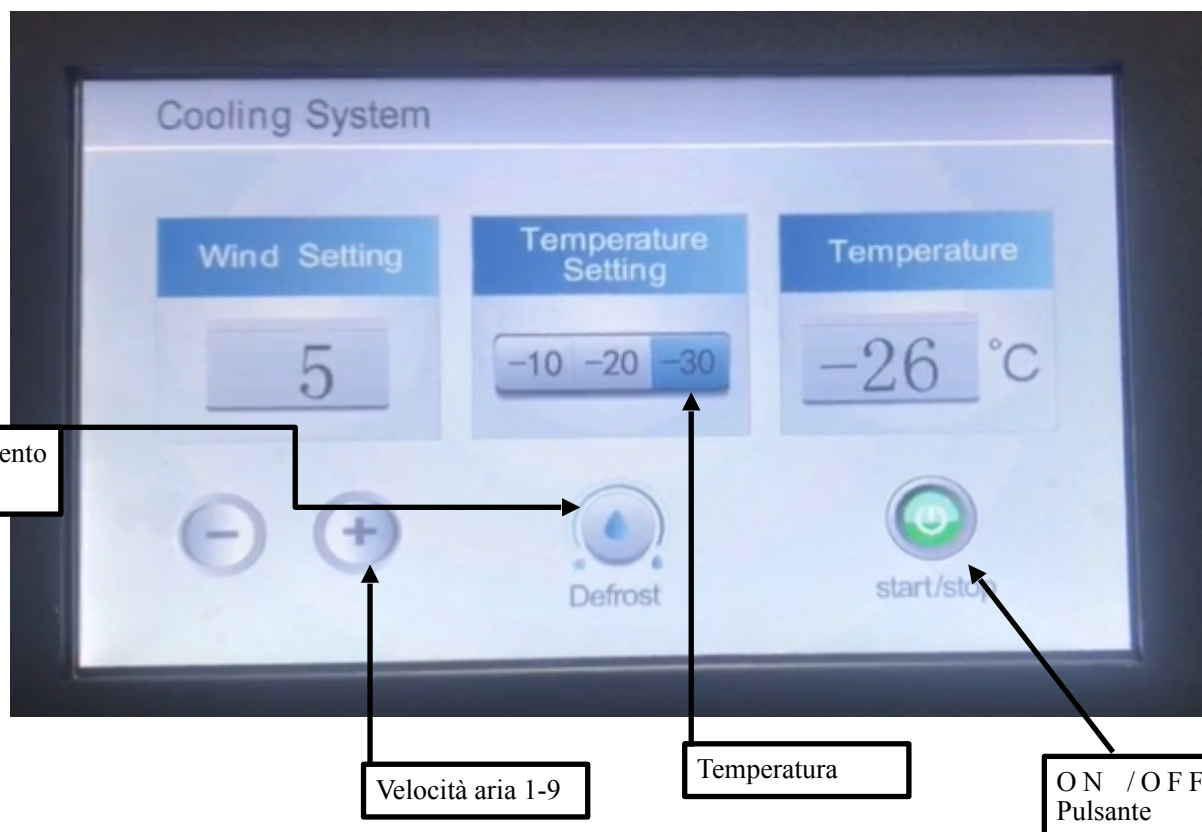 Cooling System
Wind Setting
Temperature
Setting
Temperature
5
-10 -20 -30
-26 °C
ento
- +
Defrost
start/stop
Velocità aria 1-9
Temperatura
ON /OFF
Pulsante